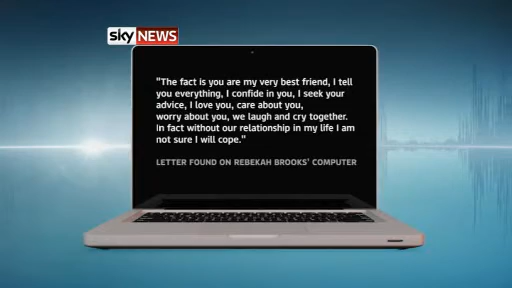 sky NEWS
"The fact is you are my very best friend, I tell
you everything, I confide in you, I seek your
advice, I love you, care about you,
worry about you, we laugh and cry together.
In fact without our relationship in my life I am
not sure I will cope."
LETTER FOUND ON REBEKAH BROOKS' COMPUTER